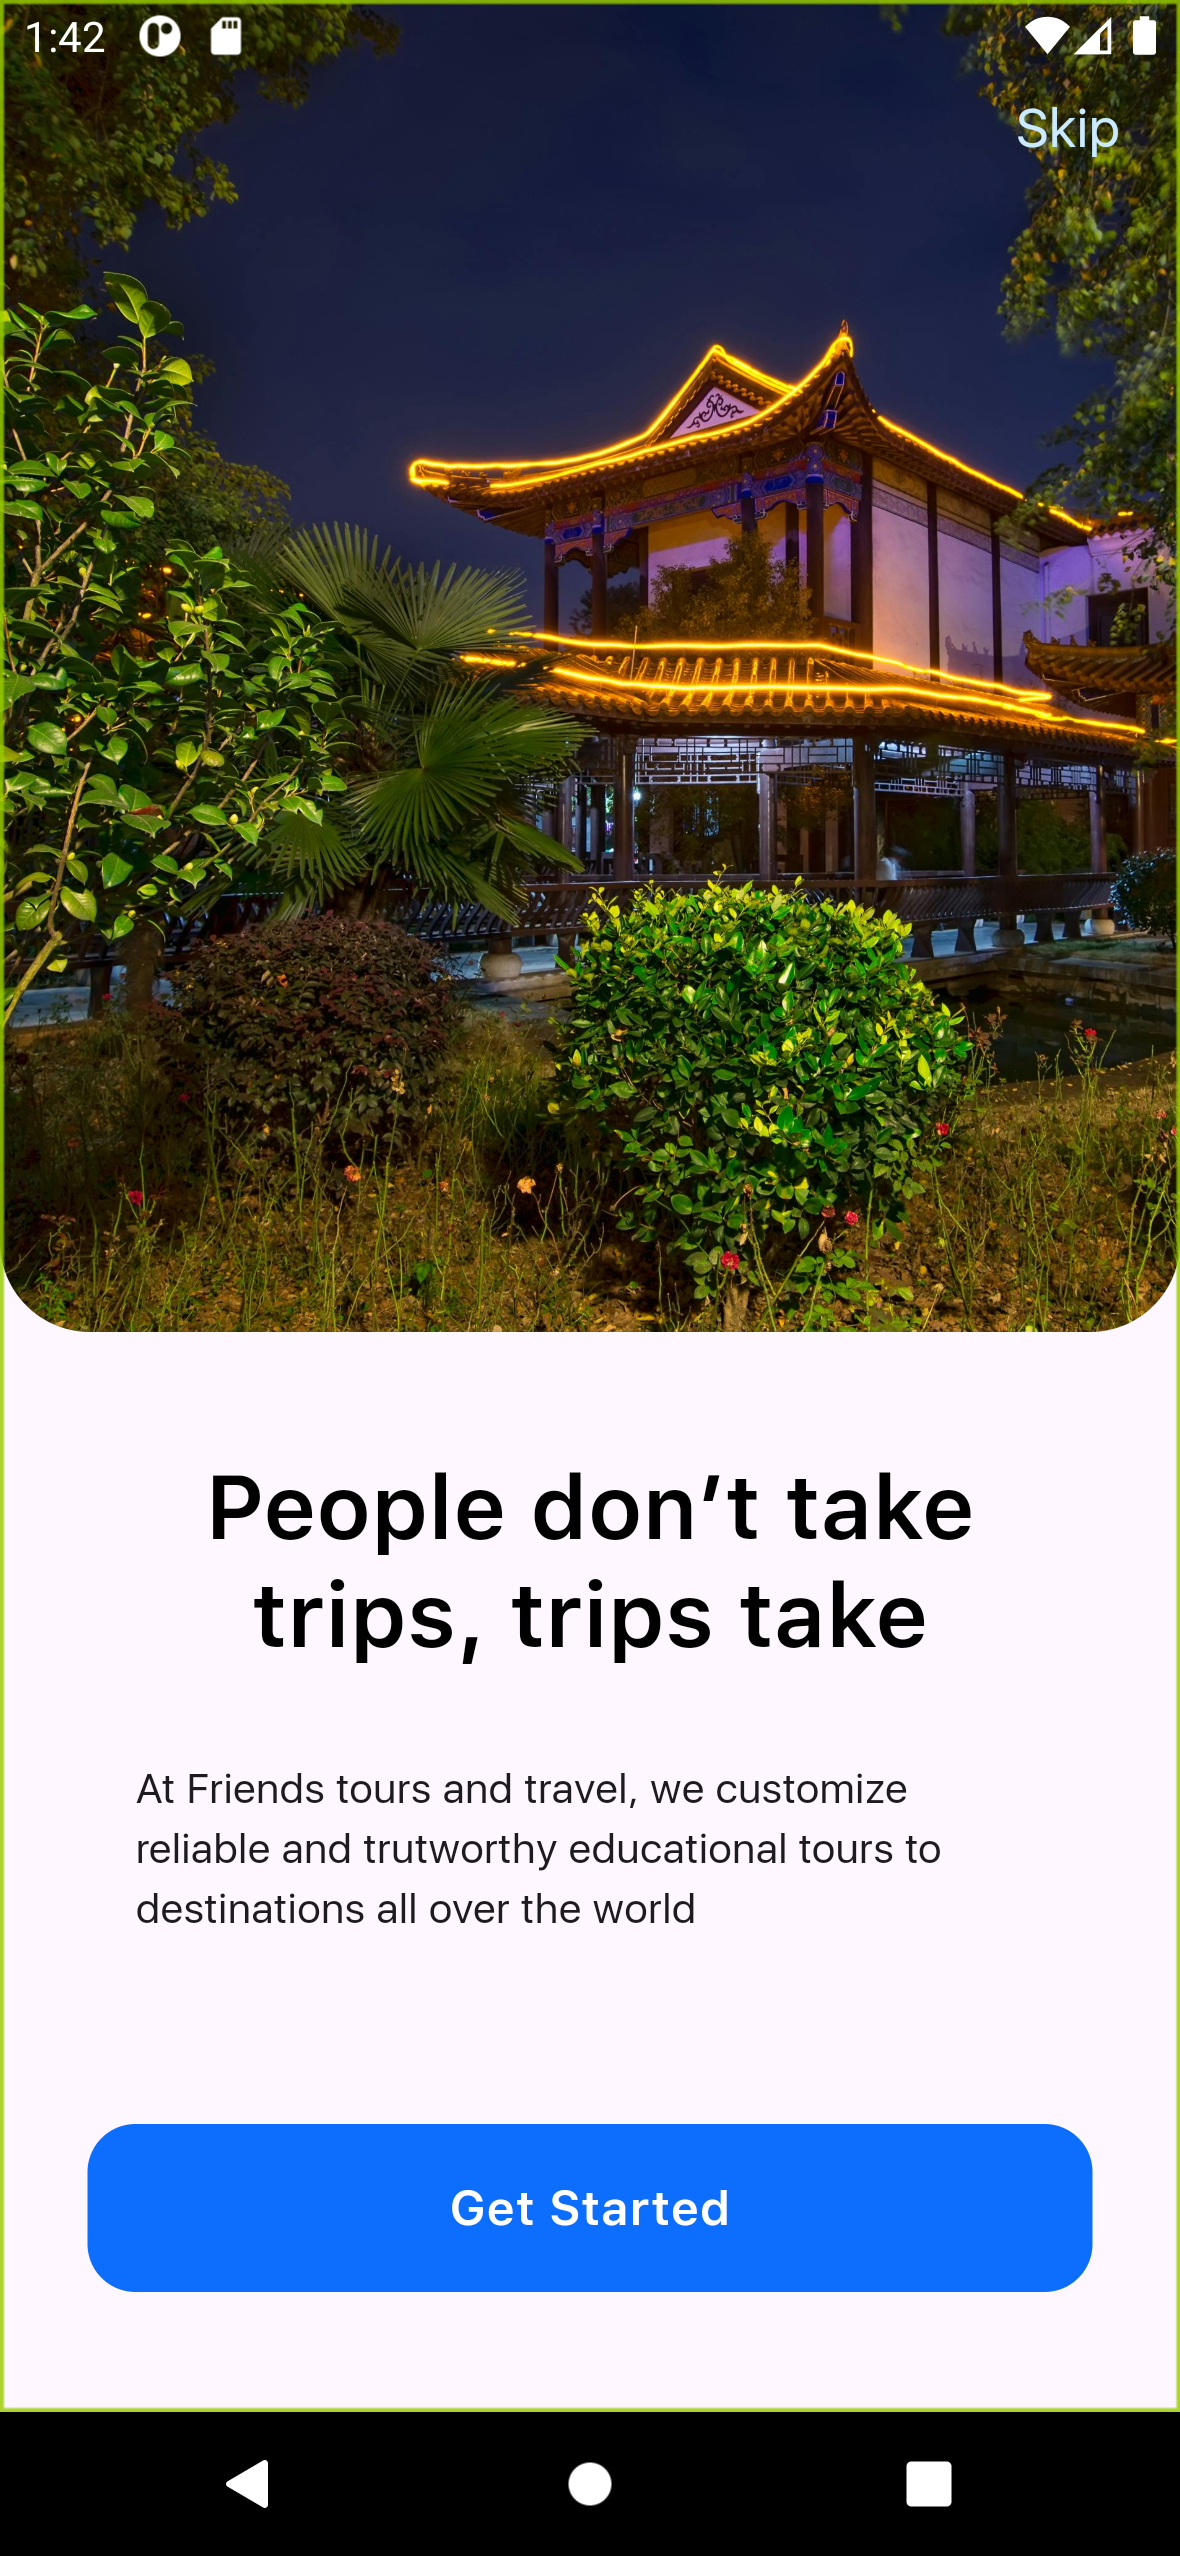 1:42
Skip
People don’t take
trips, trips take
At Friends tours and travel, we customize
reliable and trutworthy educational tours to
destinations all over the world
Get Started